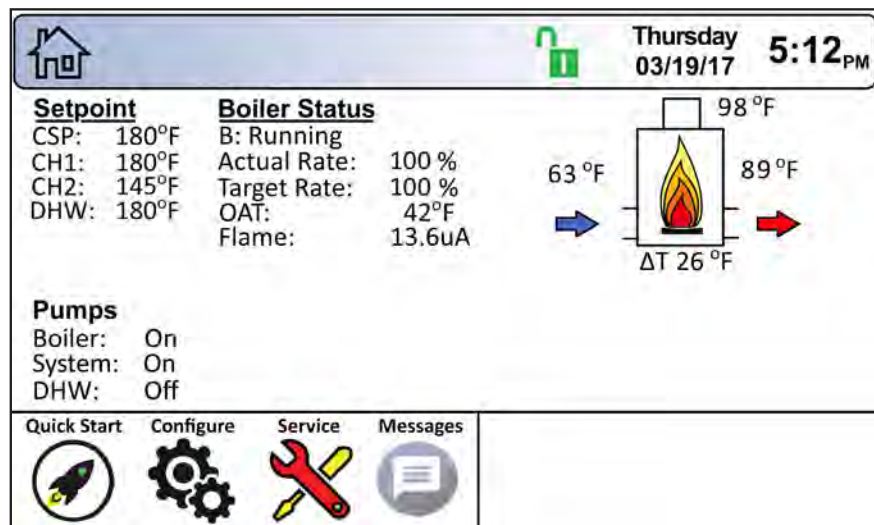 Thursday
03/19/17
5:12 PM
Setpoint
CSP: 180°F
CH1: 180°F
CH2: 145°F
DHW: 180°F
Boiler Status
B: Running
Actual Rate: 100 %
Target Rate: 100 %
OAT: 42°F
Flame: 13.6uA
98 °F
63 °F
89 °F
ΔT 26 °F
Pumps
Boiler: On
System: On
DHW: Off
Quick Start
Configure
Service
Messages